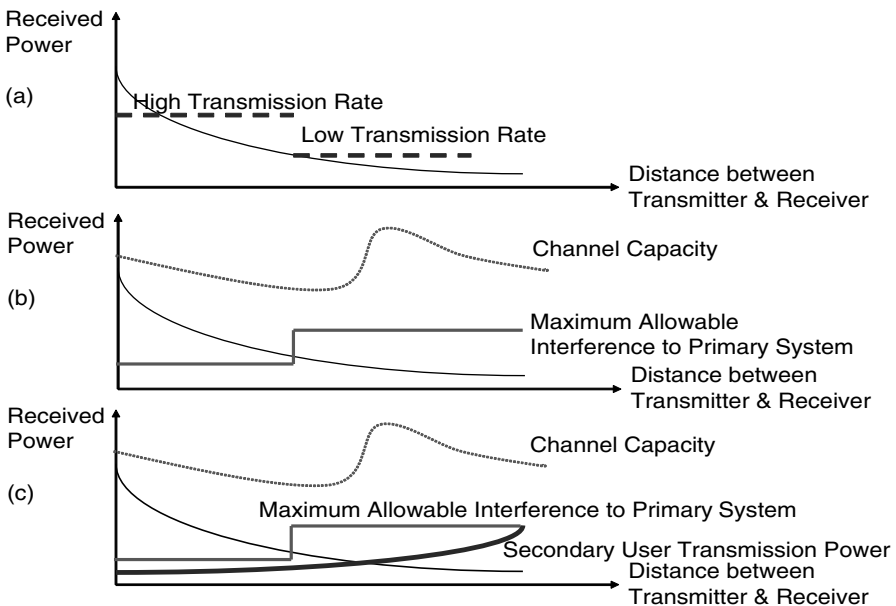 Received
Power
(a)
High Transmission Rate
Low Transmission Rate
Distance between
Transmitter & Receiver
Received
Power
(b)
Channel Capacity
Maximum Allowable
Interference to Primary System
Distance between
Transmitter & Receiver
Received
Power
(c)
Channel Capacity
Maximum Allowable Interference to Primary System
Secondary User Transmission Power
Distance between
Transmitter & Receiver